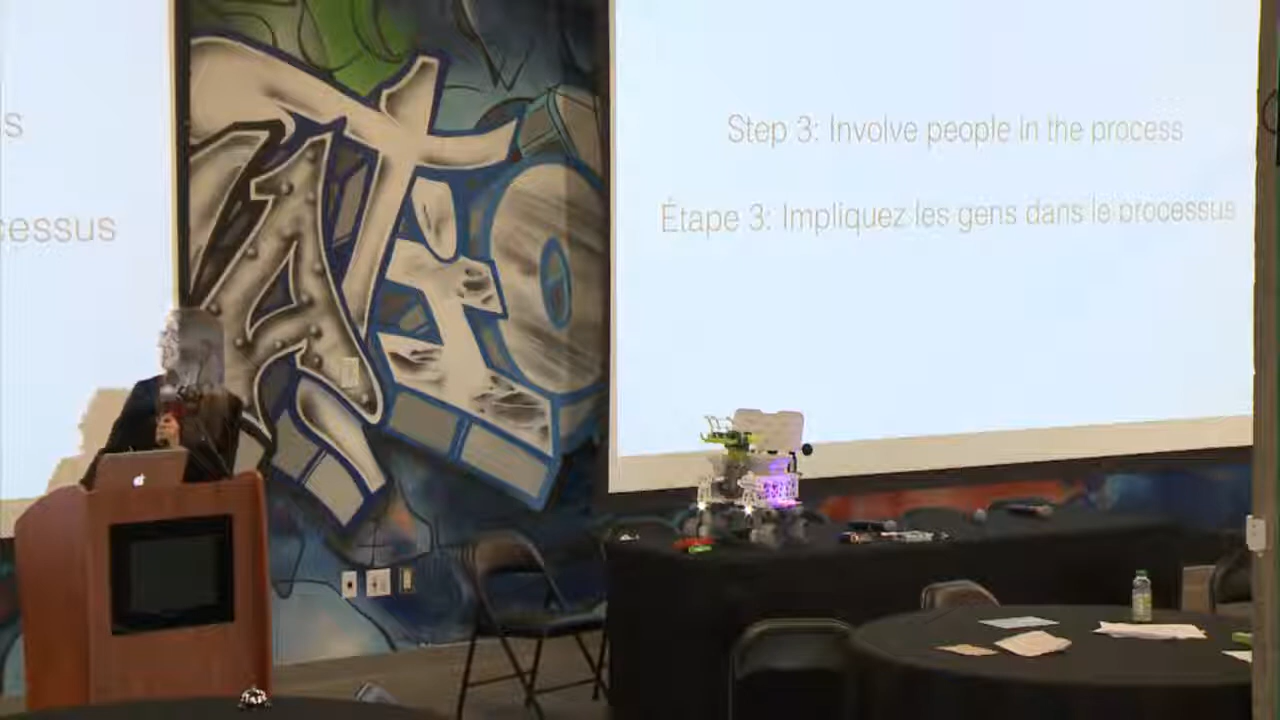 s
cessus
Step 3: Involve people in the process
Étape 3: Impliquez les gens dans le processus